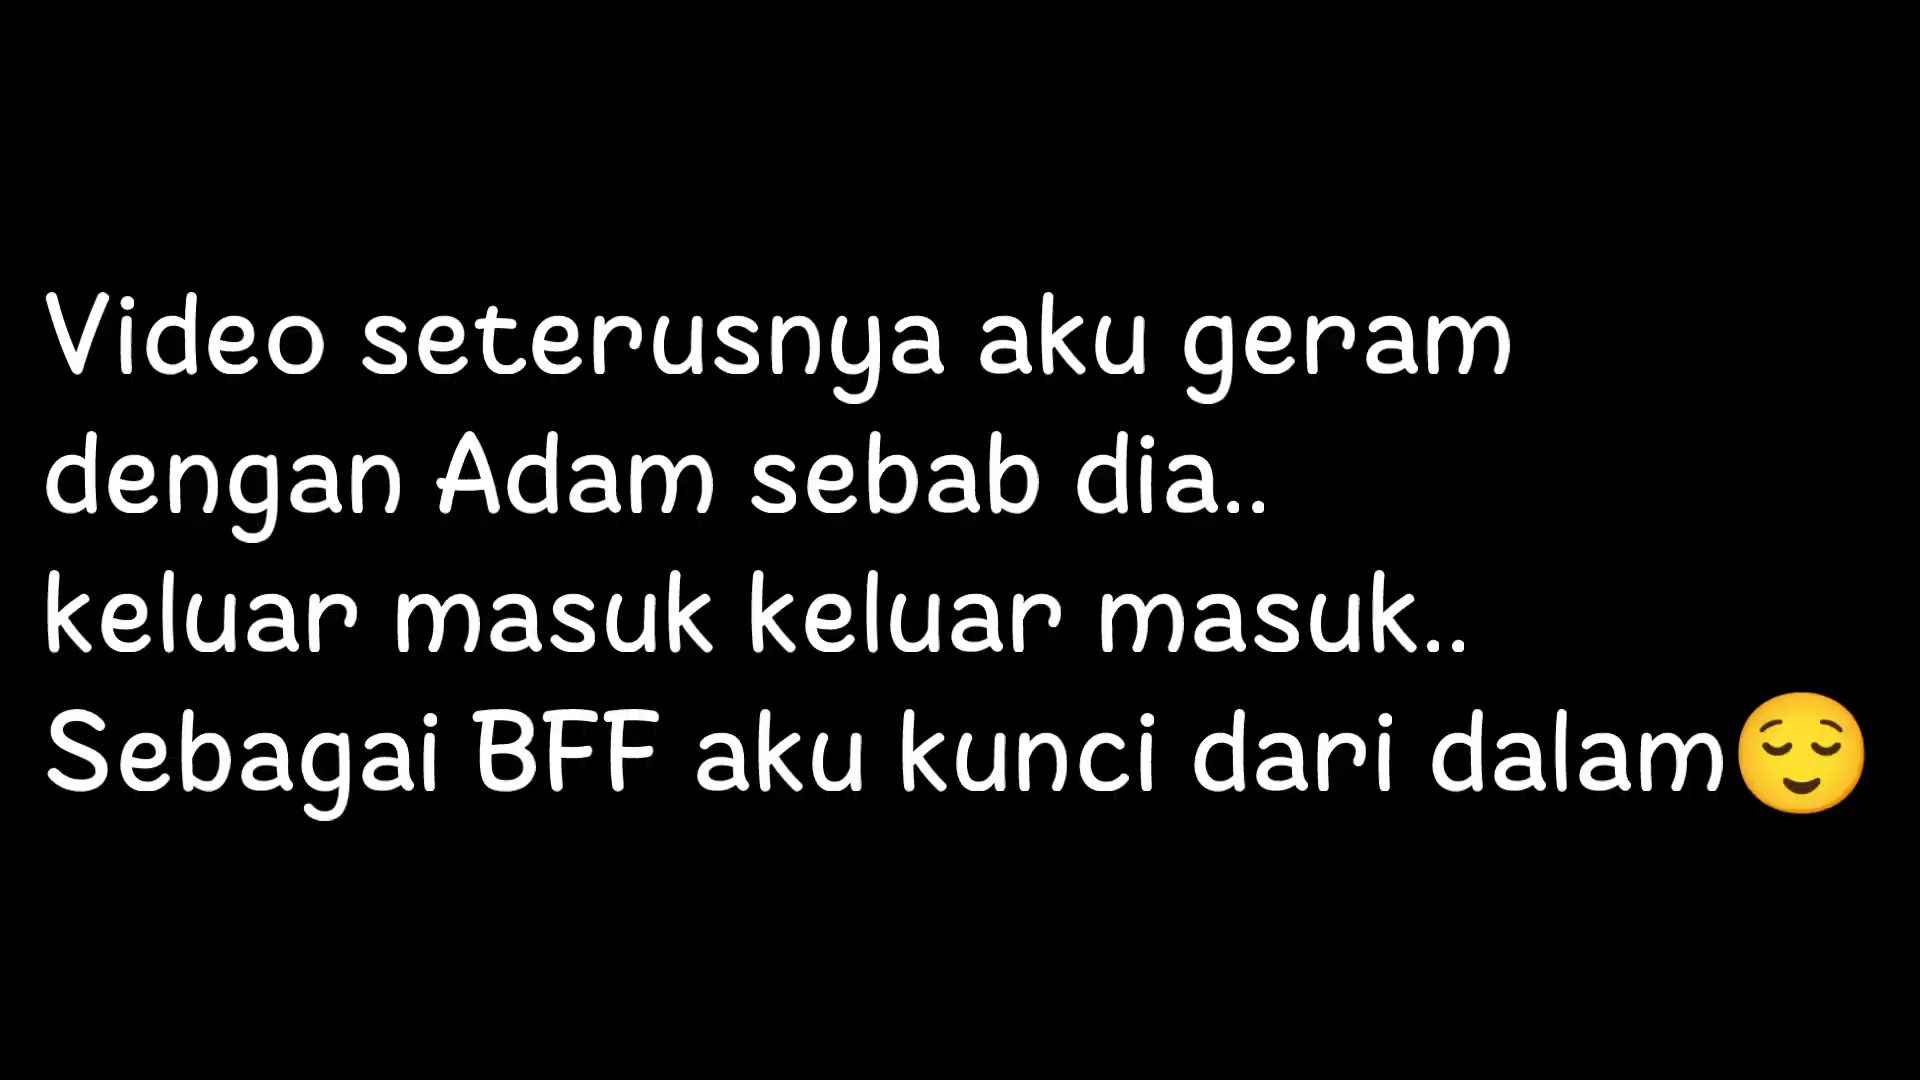 Video seterusnya aku geram
dengan Adam sebab dia..
keluar masuk keluar masuk..
Sebagai BFF aku kunci dari dalam😌